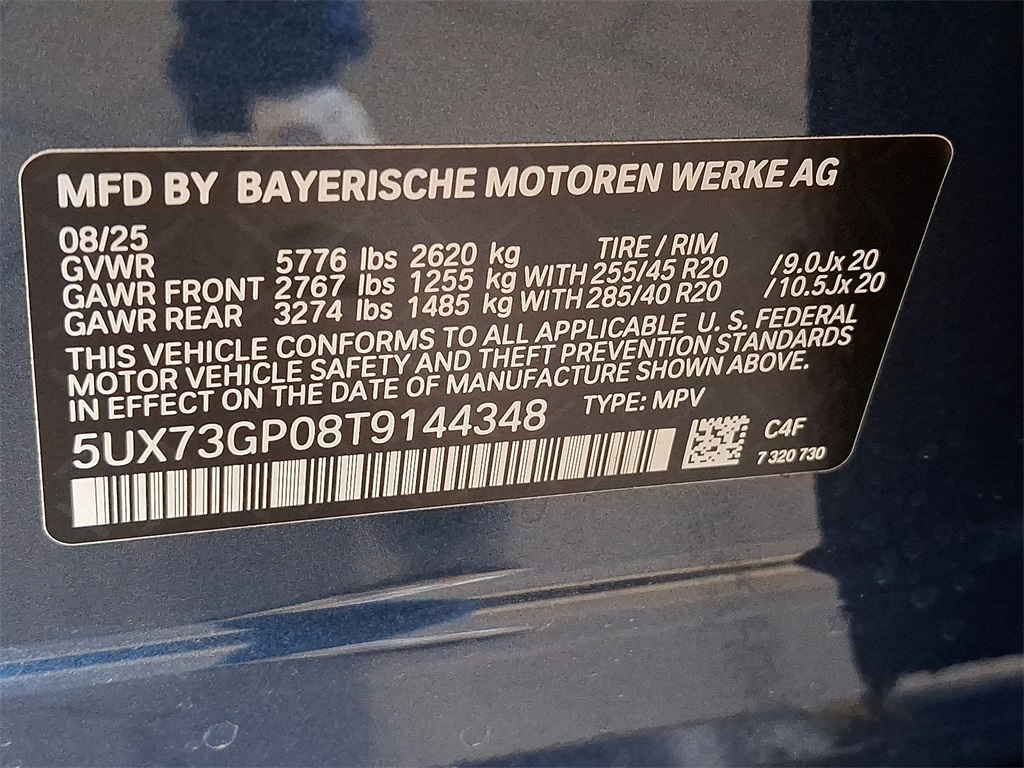 MFD BY BAYERISCHE MOTOREN WERKE AG
08/25 TIRE / RIM
GVWR 5776 lbs 2620 kg
GAWR FRONT 2767 lbs 1255 kg WITH 255/45 R20 /9.0Jx 20
GAWR REAR 3274 lbs 1485 kg WITH 285/40 R20 /10.5Jx 20
THIS VEHICLE CONFORMS TO ALL APPLICABLE U. S. FEDERAL
MOTOR VEHICLE SAFETY AND THEFT PREVENTION STANDARDS
IN EFFECT ON THE DATE OF MANUFACTURE SHOWN ABOVE.
5UX73GP08T9144348 TYPE: MPV
C4F
7 320 730